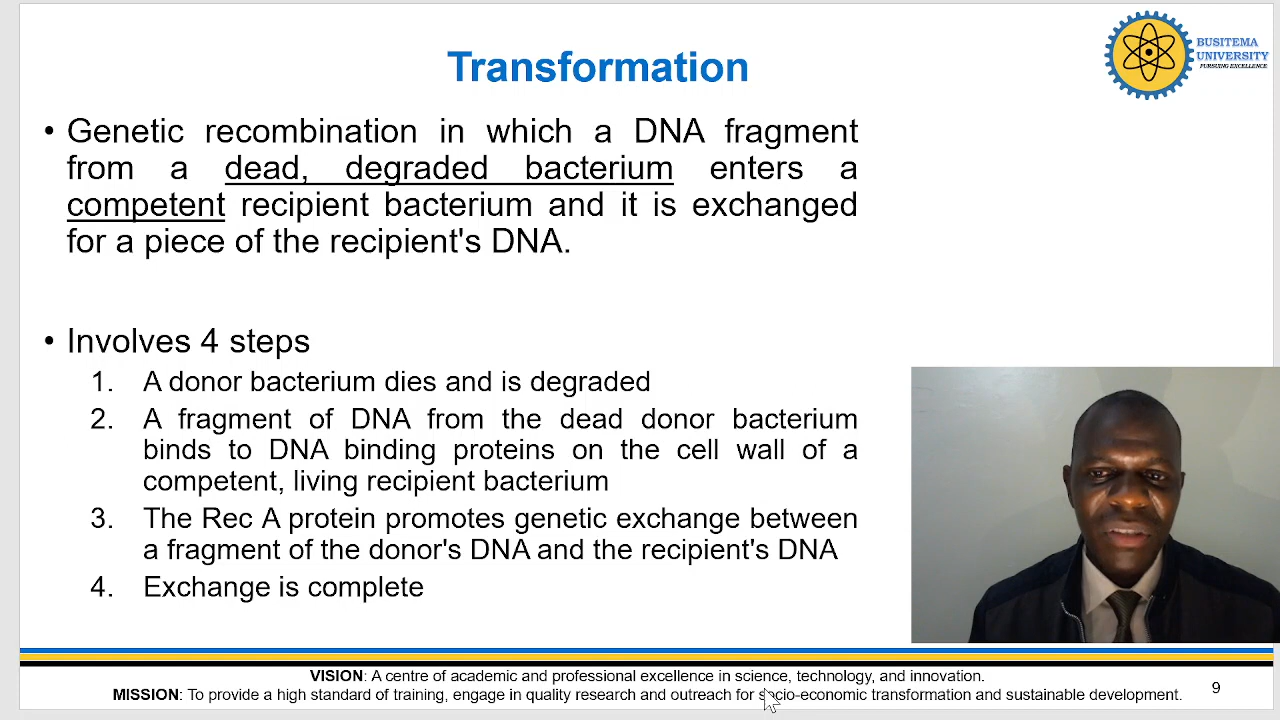 Transformation
BUSITEMA
UNIVERSITY
PURSUING EXCELLENCE
• Genetic recombination in which a DNA fragment
from a dead, degraded bacterium enters a
competent recipient bacterium and it is exchanged
for a piece of the recipient's DNA.
• Involves 4 steps
1. A donor bacterium dies and is degraded
2. A fragment of DNA from the dead donor bacterium
binds to DNA binding proteins on the cell wall of a
competent, living recipient bacterium
3. The Rec A protein promotes genetic exchange between
a fragment of the donor's DNA and the recipient's DNA
4. Exchange is complete
VISION: A centre of academic and professional excellence in science, technology, and innovation.
MISSION: To provide a high standard of training, engage in quality research and outreach for socio-economic transformation and sustainable development.
9